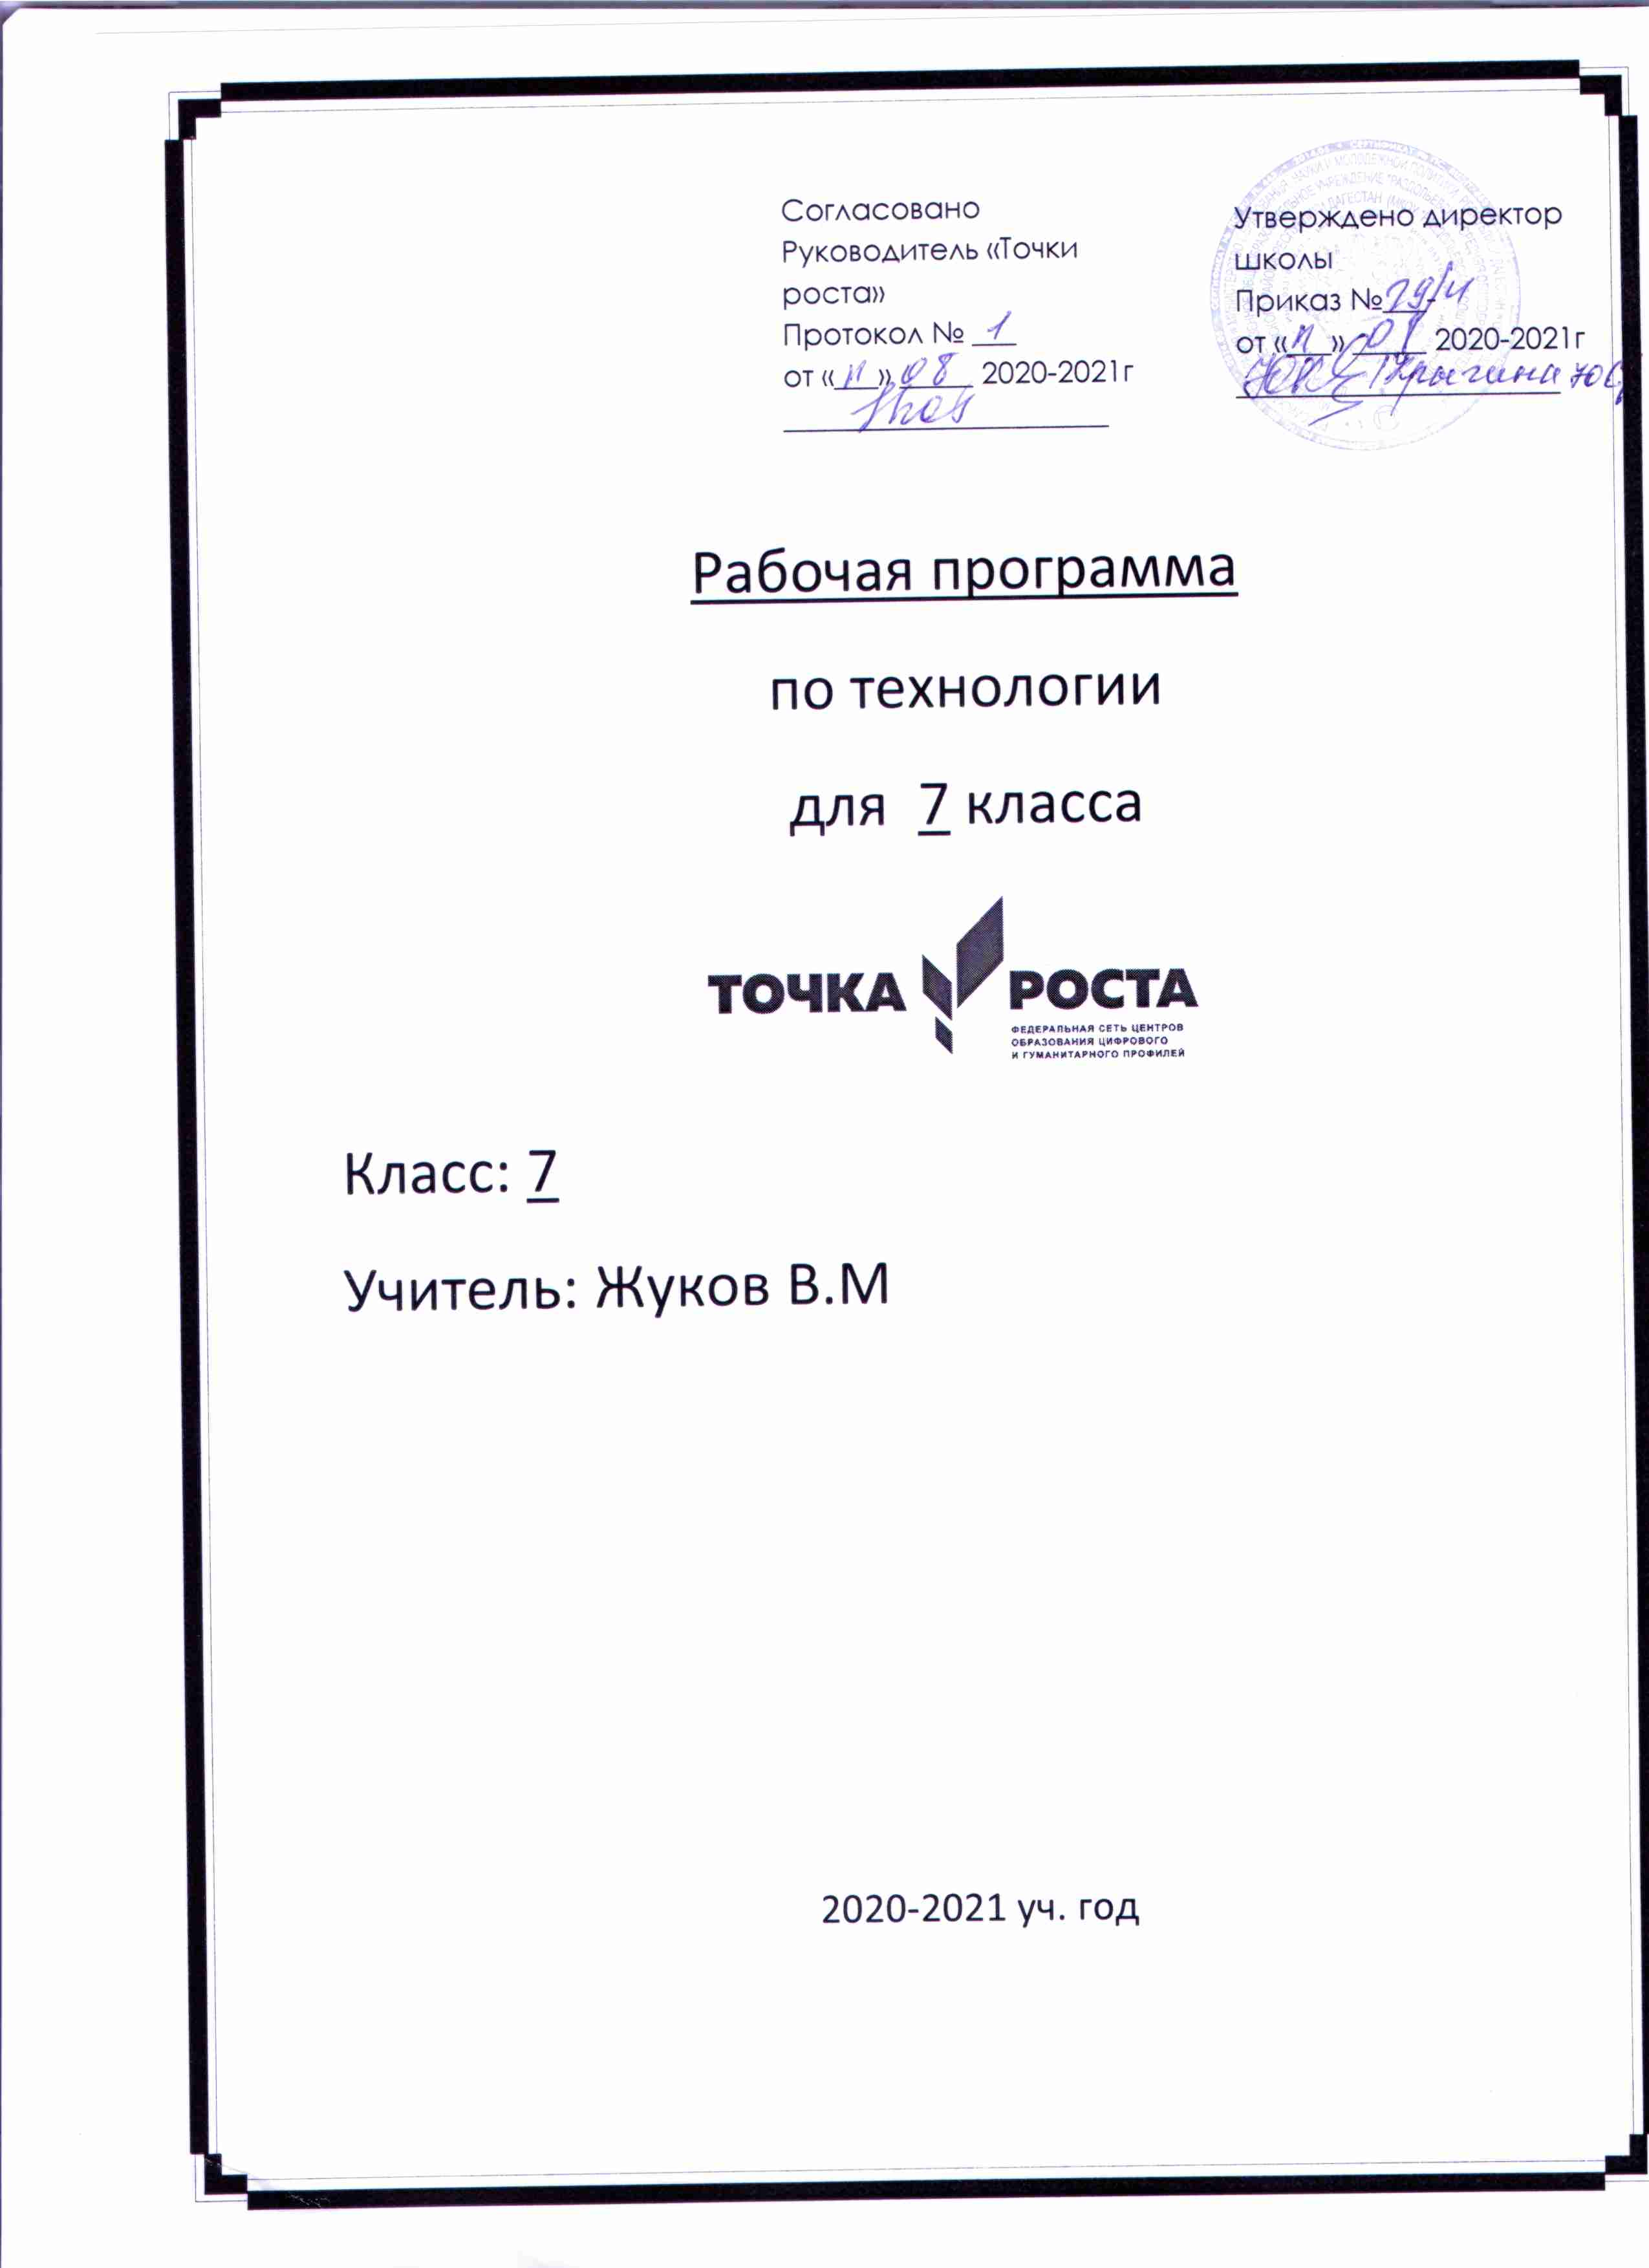 Согласовано
Руководитель «Точки
роста»
Протокол № 1
от « » 08 2020-2021г
Утверждено директор
школы
Приказ №
от « » 2020-2021г
Рабочая программа
по технологии
для 7 класса
ТОЧКА РОСТА
ФЕДЕРАЛЬНАЯ СЕТЬ ЦЕНТРОВ
ОБРАЗОВАНИЯ ЦИФРОВОГО
И ГУМАНИТАРНОГО ПРОФИЛЕЙ
Класс: 7
Учитель: Жуков В.М
2020-2021 уч. год